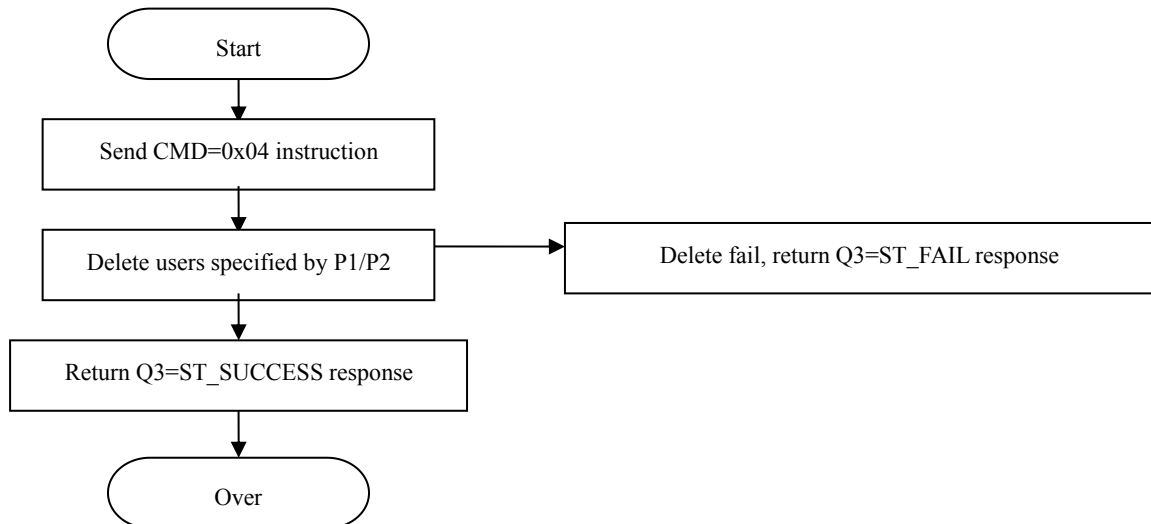 Start
Send CMD=0x04 instruction
Delete users specified by P1/P2
Delete fail, return Q3=ST_FAIL response
Return Q3=ST_SUCCESS response
Over